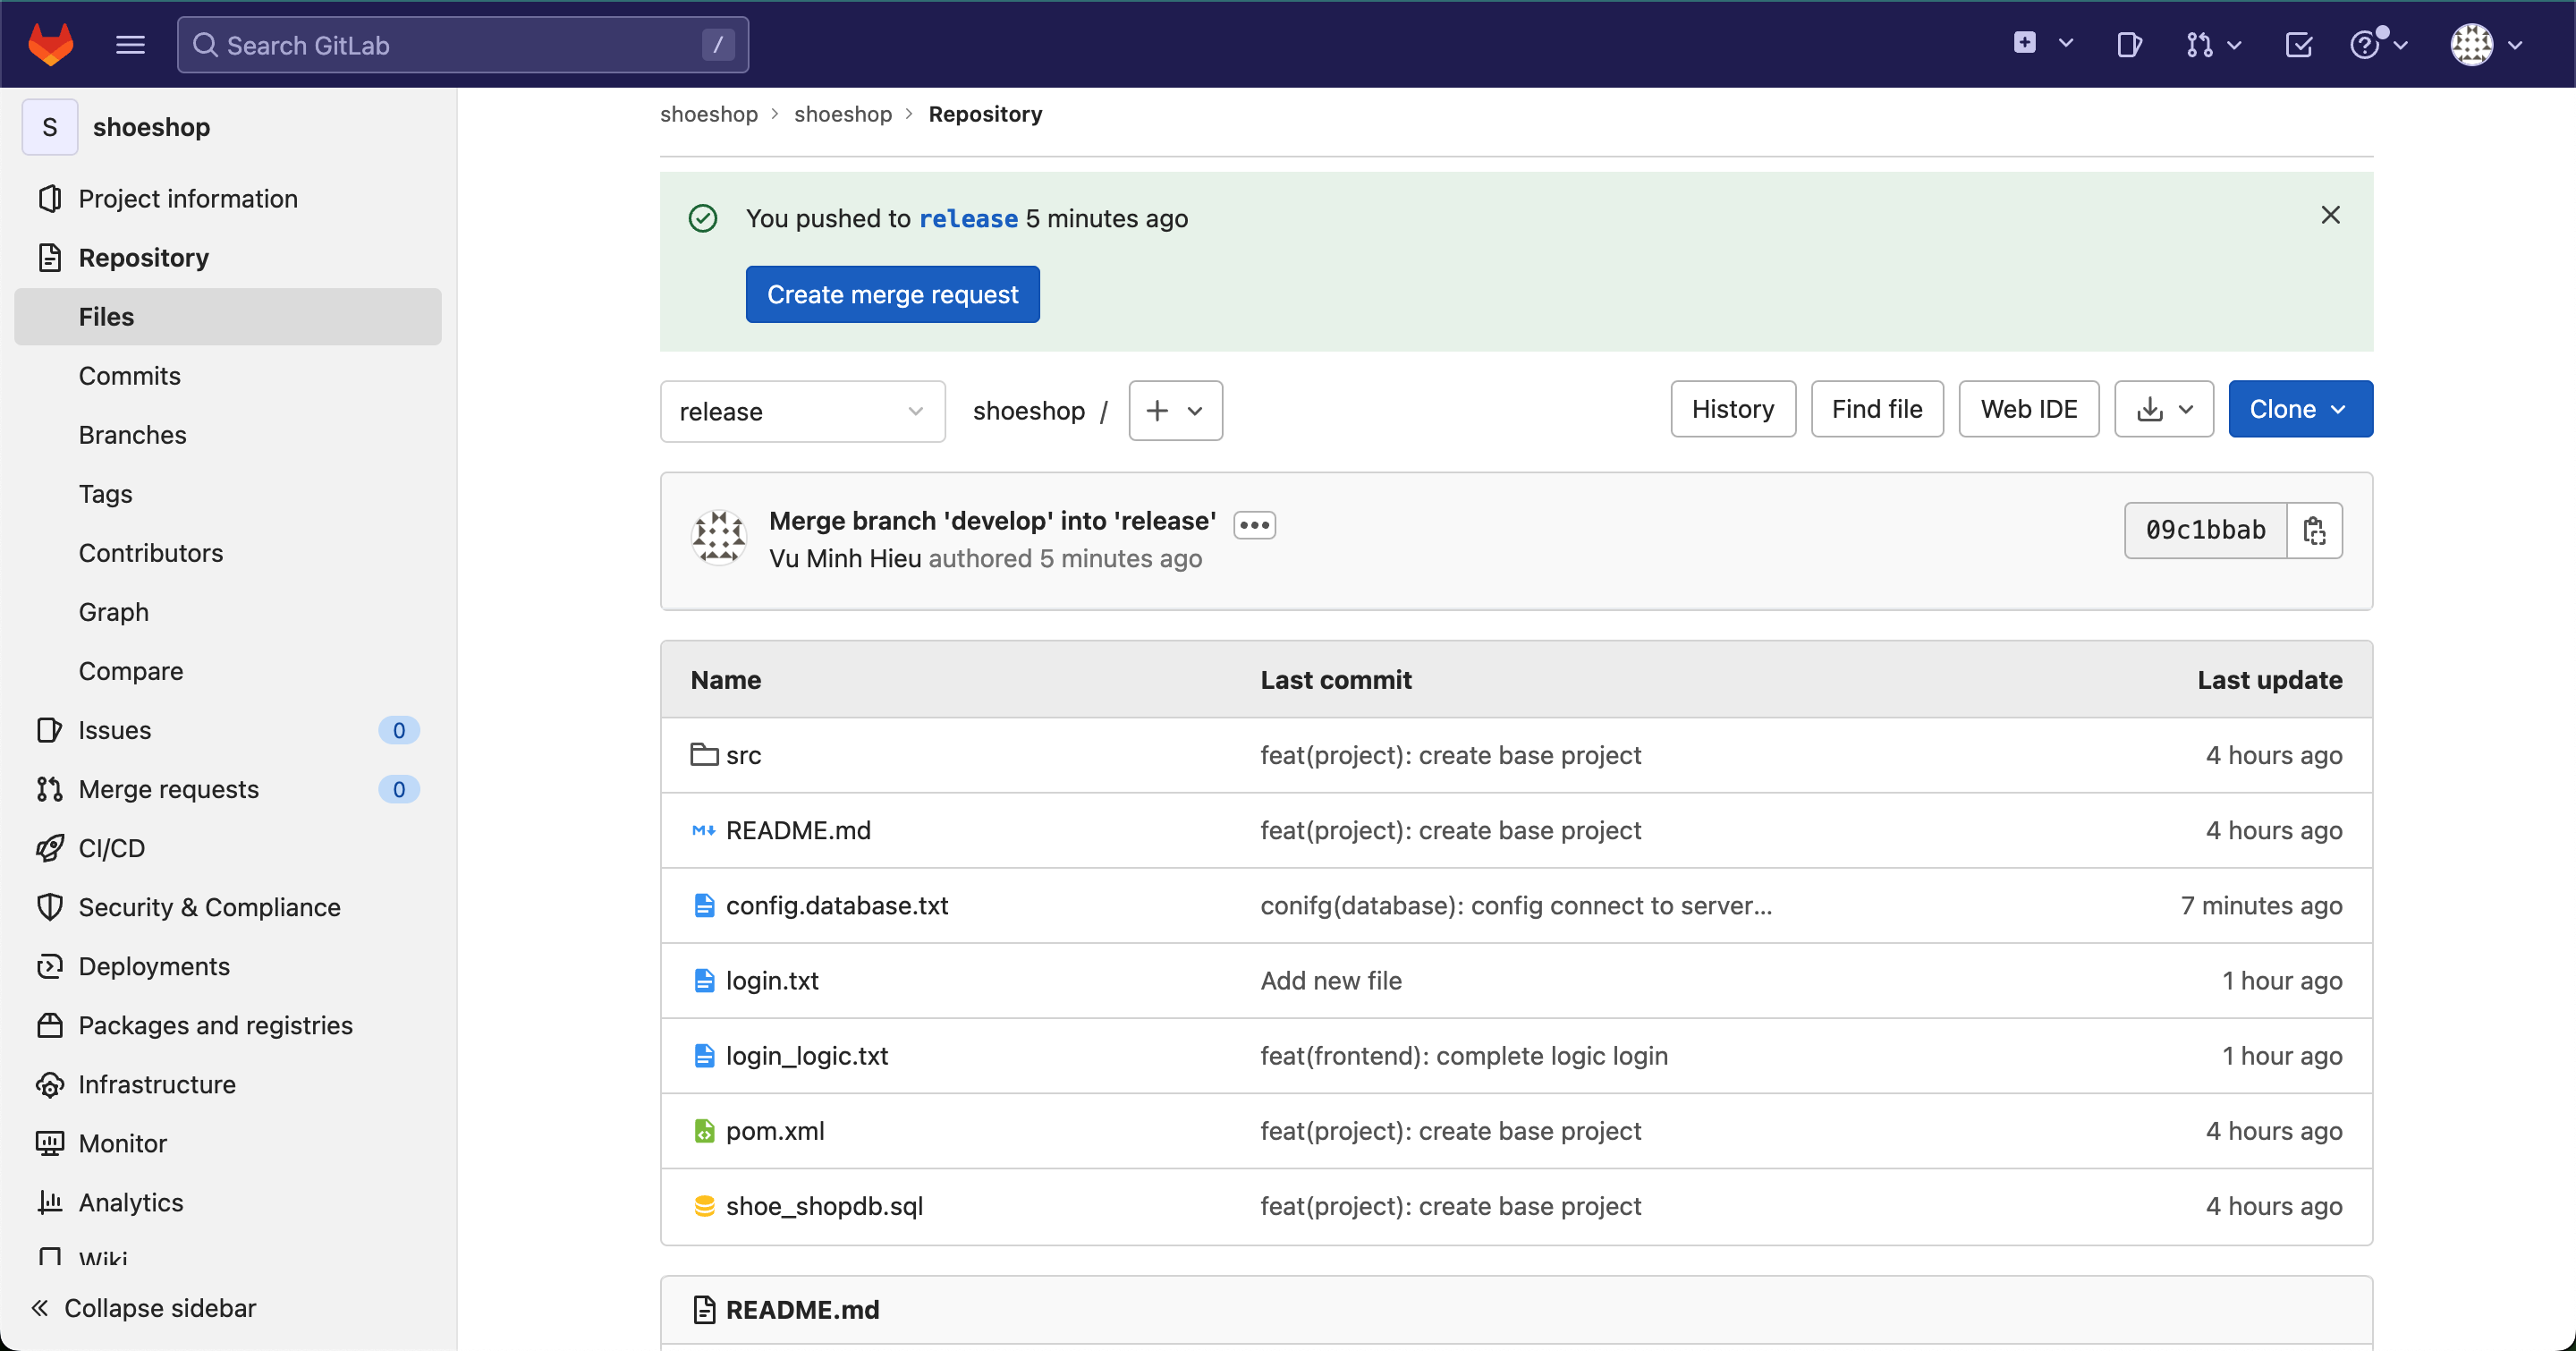 Search GitLab /
S shoeshop
Project information
Repository
Files
Commits
Branches
Tags
Contributors
Graph
Compare
Issues 0
Merge requests 0
CI/CD
Security & Compliance
Deployments
Packages and registries
Infrastructure
Monitor
Analytics
Wiki
Collapse sidebar
shoeshop > shoeshop > Repository
You pushed to release 5 minutes ago
Create merge request
release shoeshop / History Find file Web IDE Clone
Merge branch 'develop' into 'release'
Vu Minh Hieu authored 5 minutes ago
09c1bbab
Name Last commit Last update
src feat(project): create base project 4 hours ago
README.md feat(project): create base project 4 hours ago
config.database.txt conifg(database): config connect to server... 7 minutes ago
login.txt Add new file 1 hour ago
login_logic.txt feat(frontend): complete logic login 1 hour ago
pom.xml feat(project): create base project 4 hours ago
shoe_shopdb.sql feat(project): create base project 4 hours ago
README.md